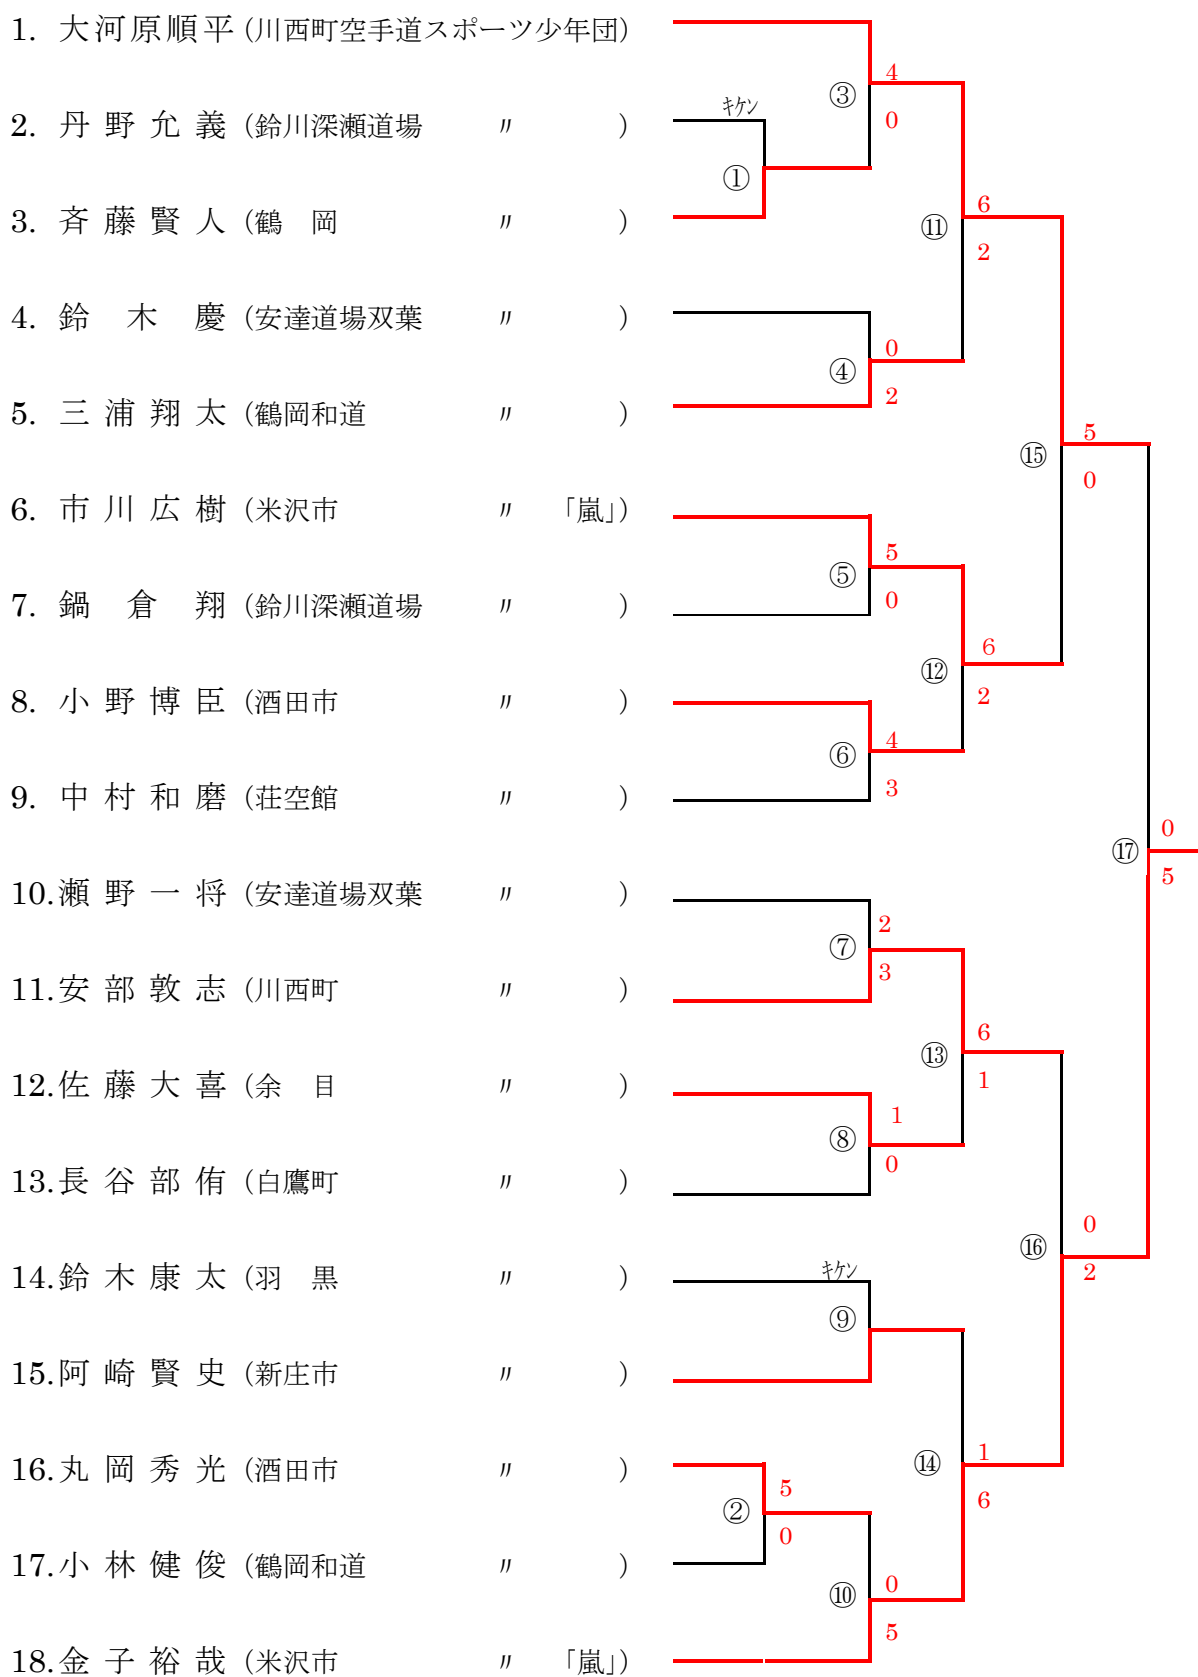 1. 大河原順平 (川西町空手道スポーツ少年団)
4
キケン
③
2. 丹野允義 (鈴川深瀬道場 〃 )
0
①
6
3. 斉藤賢人 (鶴 岡 〃 )
⑪
2
4. 鈴 木 慶 (安達道場双葉 〃 )
0
④
2
5. 三浦翔太 (鶴岡和道 〃 )
5
⑮
0
6. 市川広樹 (米沢市 〃 「嵐」)
5
⑤
0
7. 鍋 倉 翔 (鈴川深瀬道場 〃 )
6
⑫
2
8. 小野博臣 (酒田市 〃 )
4
⑥
3
9. 中村和磨 (荘空館 〃 )
0
⑰
5
10.瀬野一将 (安達道場双葉 〃 )
2
⑦
3
11.安部敦志 (川西町 〃 )
6
⑬
1
12.佐藤大喜 (余 目 〃 )
1
⑧
0
13.長谷部侑 (白鷹町 〃 )
0
⑯
2
キケン
14.鈴木康太 (羽 黒 〃 )
⑨
15.阿崎賢史 (新庄市 〃 )
1
⑭
6
16.丸岡秀光 (酒田市 〃 )
5
②
0
17.小林健俊 (鶴岡和道 〃 )
0
⑩
5
18.金子裕哉 (米沢市 〃 「嵐」)